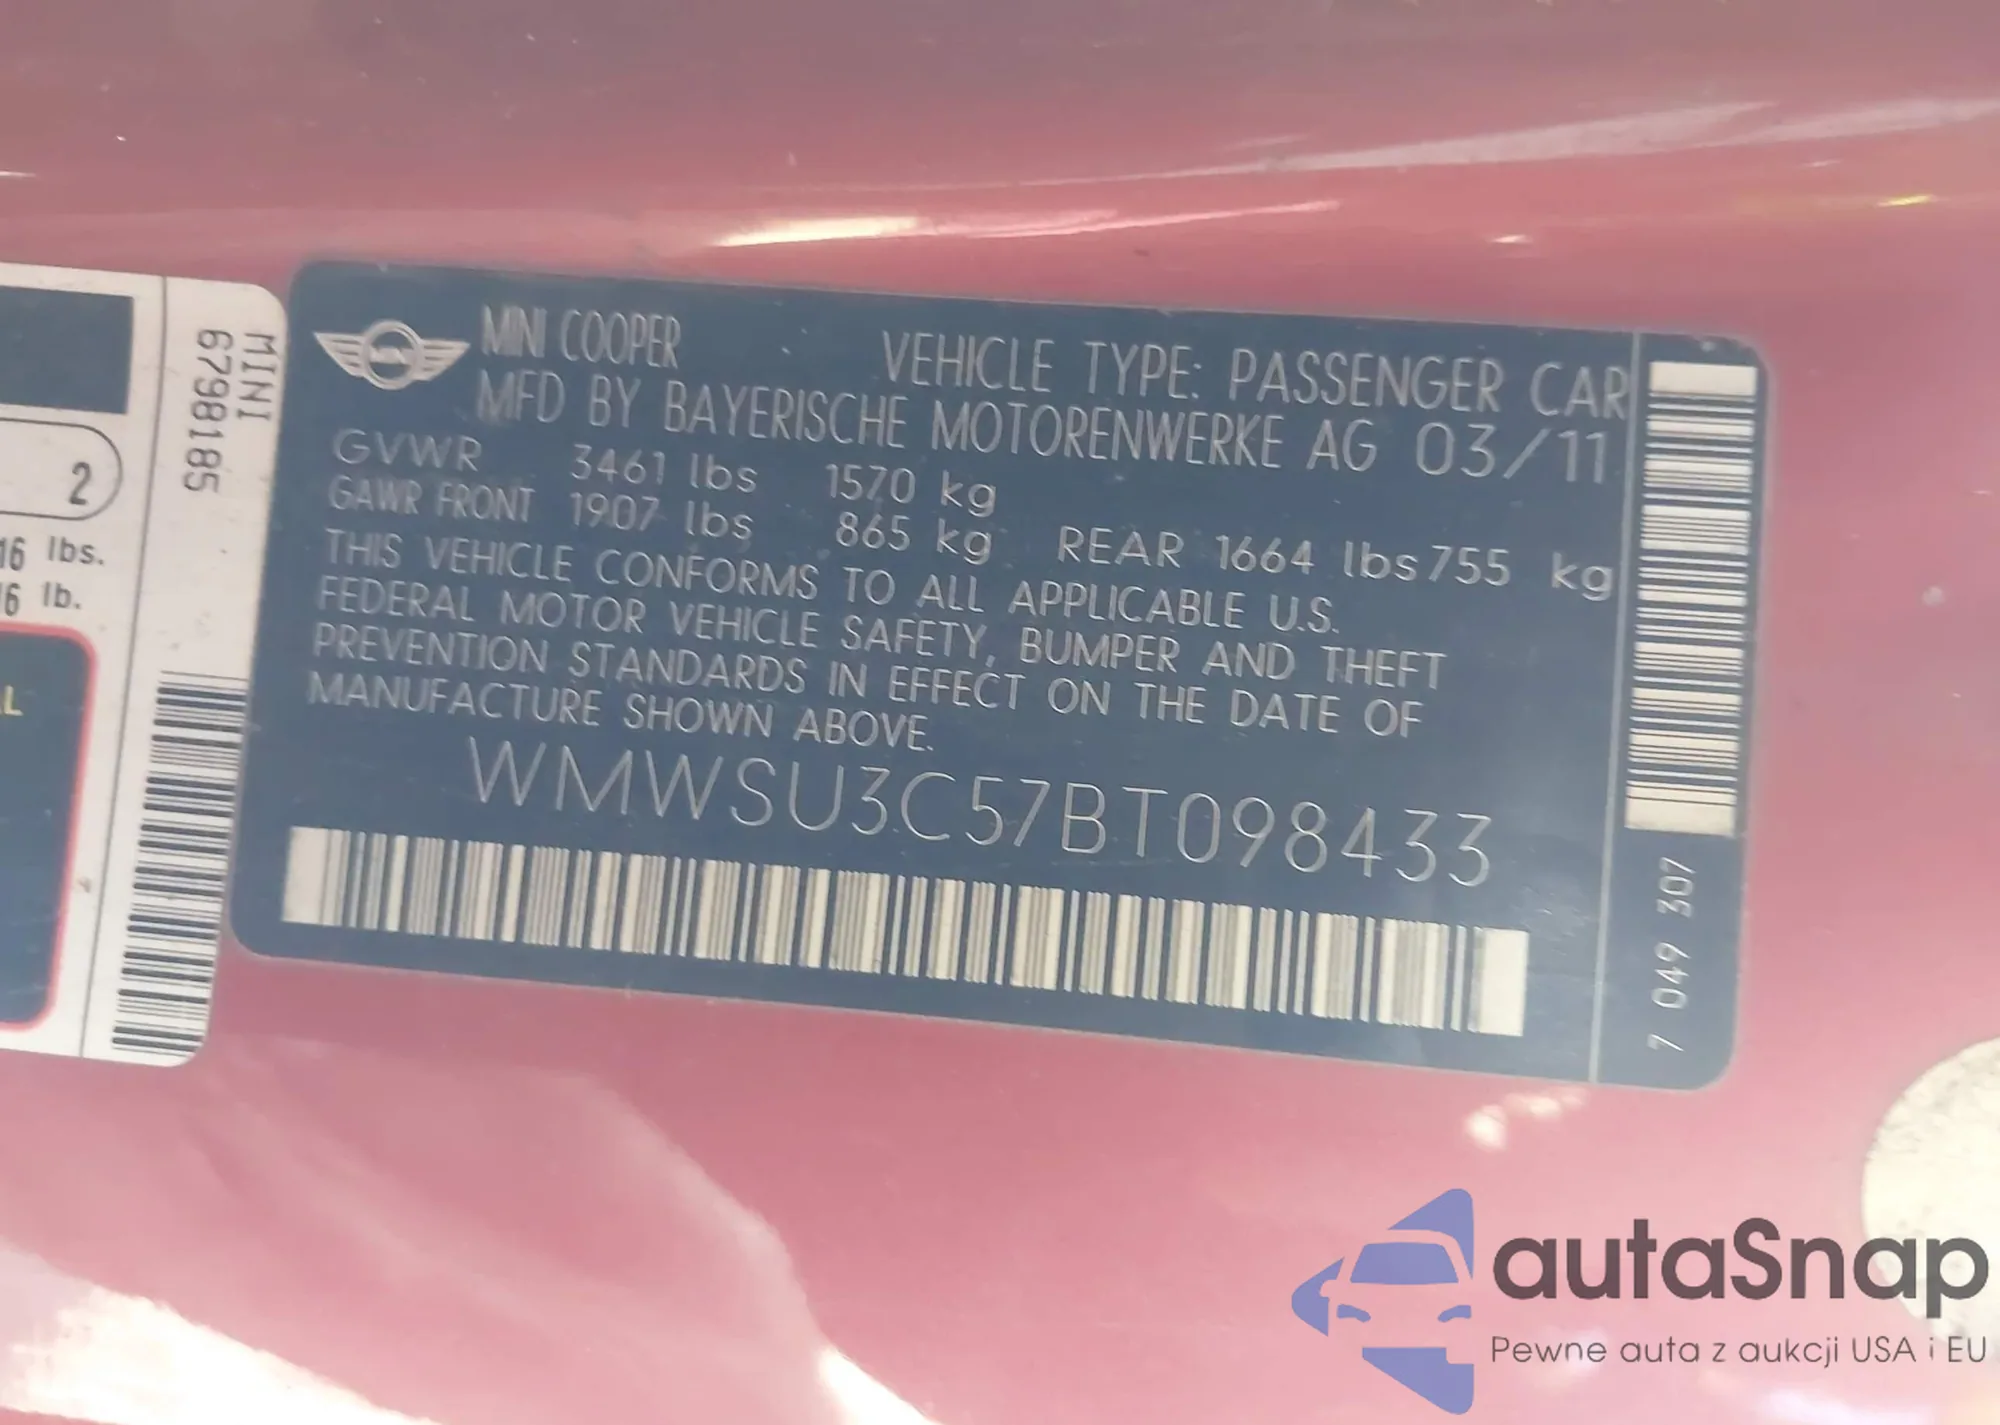 MINI
6798185
2
16 lbs.
lb.
MINI COOPER VEHICLE TYPE: PASSENGER CAR
MFD BY BAYERISCHE MOTORENWERKE AG 03/11
GVWR 3461 lbs 1570 kg
GAWR FRONT 1907 lbs 865 kg REAR 1664 lbs 755 kg
THIS VEHICLE CONFORMS TO ALL APPLICABLE U.S.
FEDERAL MOTOR VEHICLE SAFETY, BUMPER AND THEFT
PREVENTION STANDARDS IN EFFECT ON THE DATE OF
MANUFACTURE SHOWN ABOVE.
WMWSU3C57BT098433
7 049 307
autaSnap
Pewne auta z aukcji USA i EU